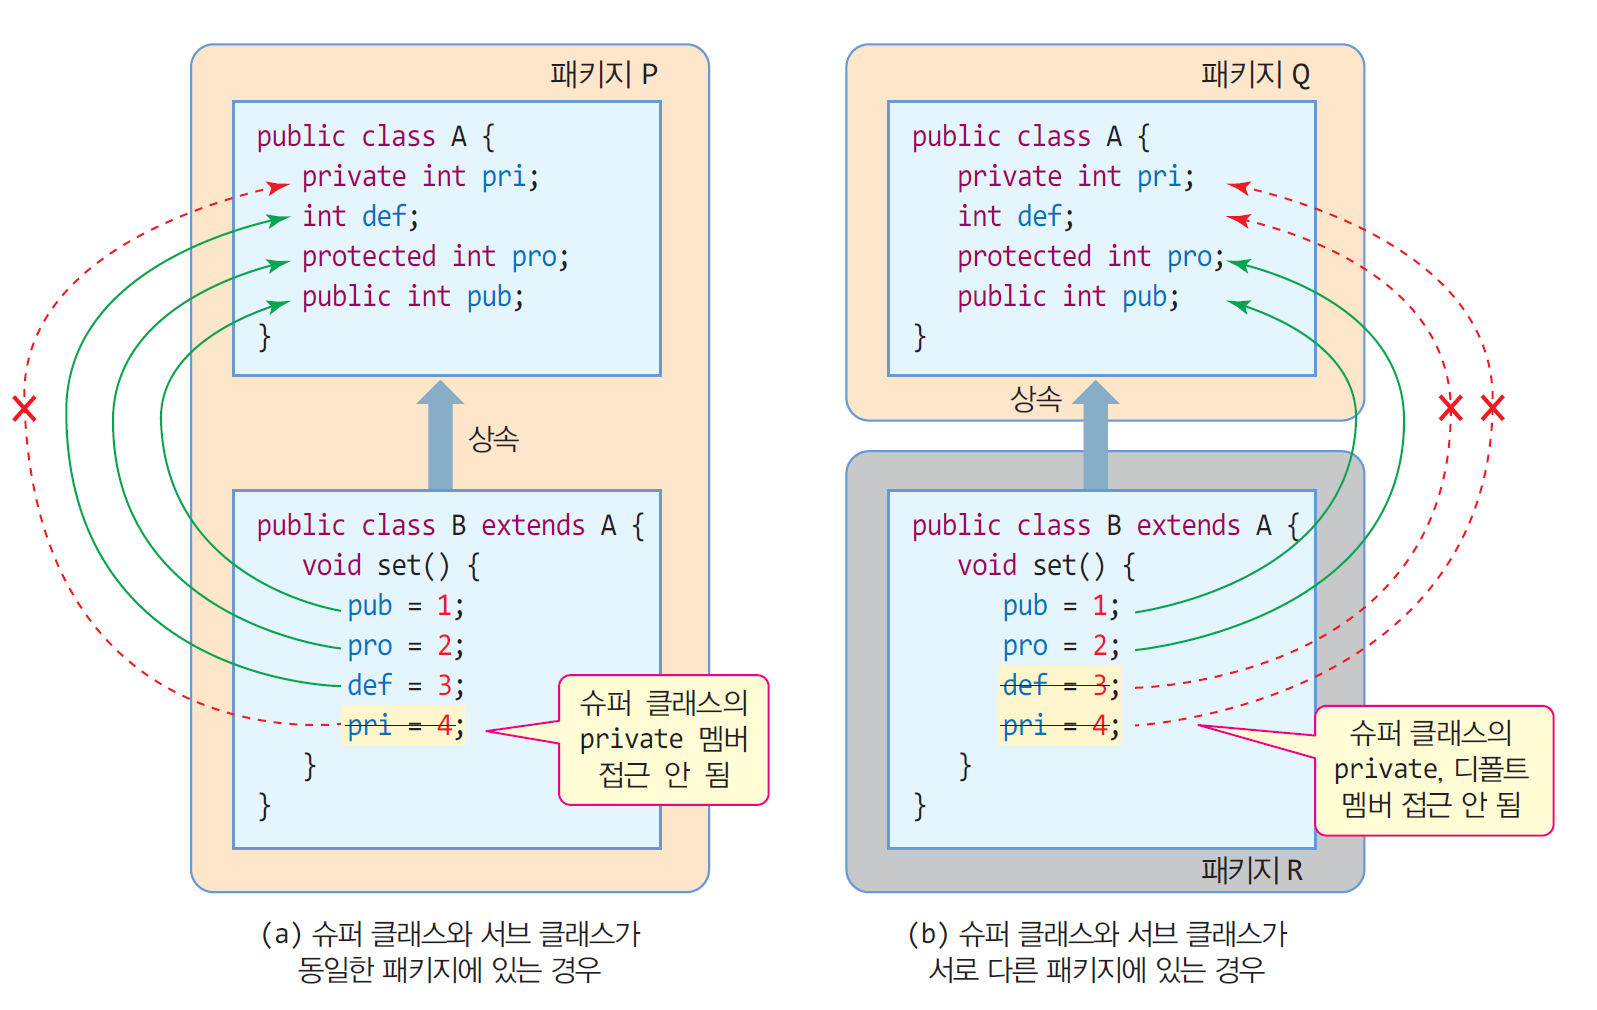 패키지 P
public class A {
private int pri;
int def;
protected int pro;
public int pub;
}
상속
public class B extends A {
void set() {
pub = 1;
pro = 2;
def = 3;
pri = 4;
}
}
슈퍼 클래스의
private 멤버
접근 안 됨
(a) 슈퍼 클래스와 서브 클래스가
동일한 패키지에 있는 경우
패키지 Q
public class A {
private int pri;
int def;
protected int pro;
public int pub;
}
상속
public class B extends A {
void set() {
pub = 1;
pro = 2;
def = 3;
pri = 4;
}
}
슈퍼 클래스의
private, 디폴트
멤버 접근 안 됨
패키지 R
(b) 슈퍼 클래스와 서브 클래스가
서로 다른 패키지에 있는 경우